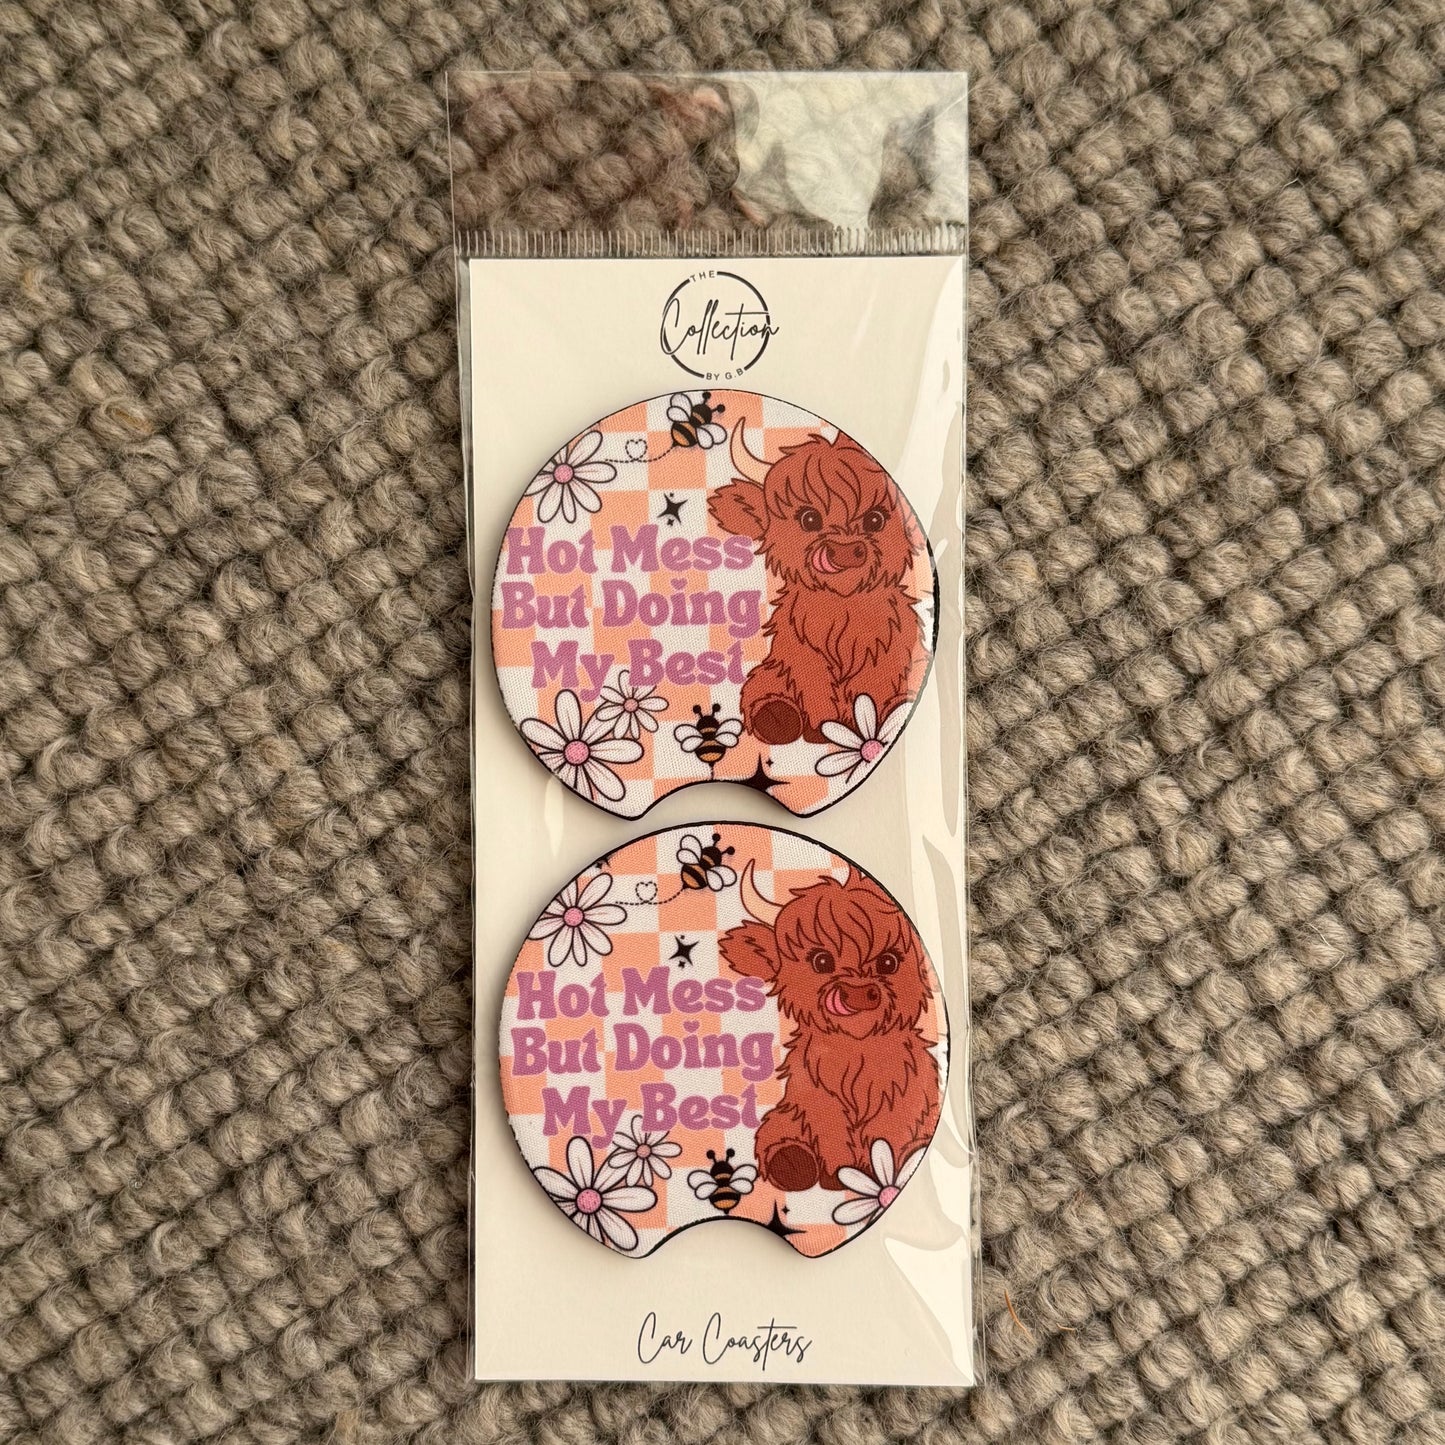 THE
Collection
BY G.B
Hot Mess
But Doing
My Best
Hot Mess
But Doing
My Best
Car Coasters